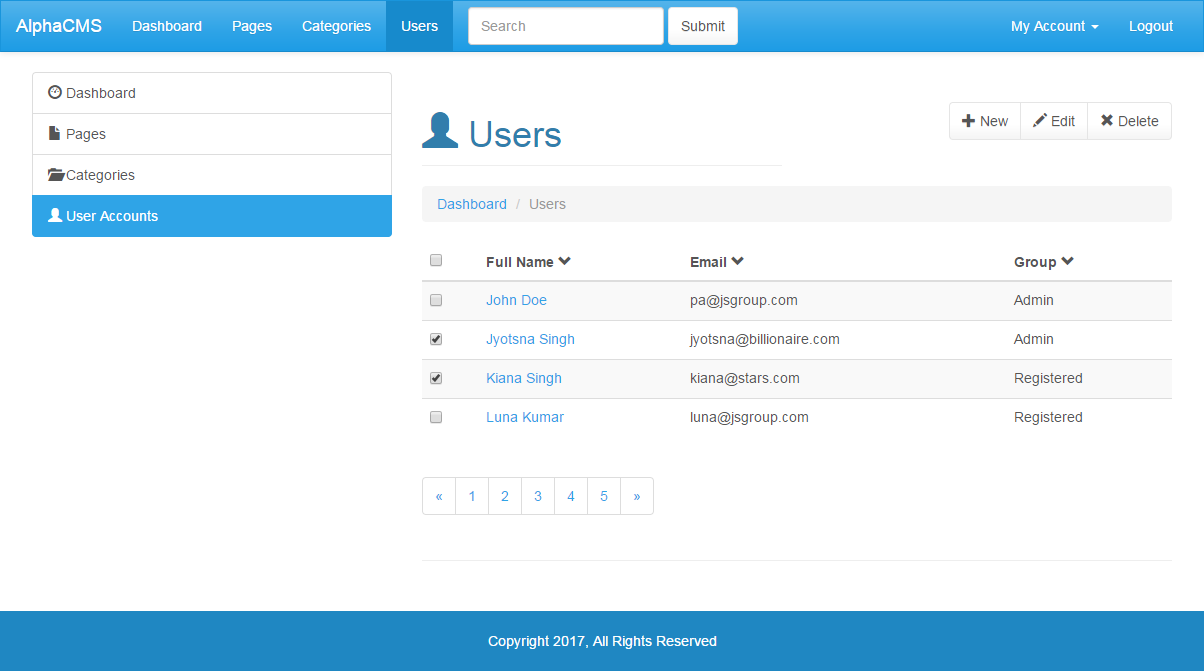 AlphaCMS Dashboard Pages Categories Users Search Submit My Account Logout
Dashboard
Pages
Categories
User Accounts
Users
New Edit Delete
Dashboard / Users
Full Name Email Group
John Doe pa@jsgroup.com Admin
Jyotsna Singh jyotsna@billionaire.com Admin
Kiana Singh kiana@stars.com Registered
Luna Kumar luna@jsgroup.com Registered
« 1 2 3 4 5 »
Copyright 2017, All Rights Reserved